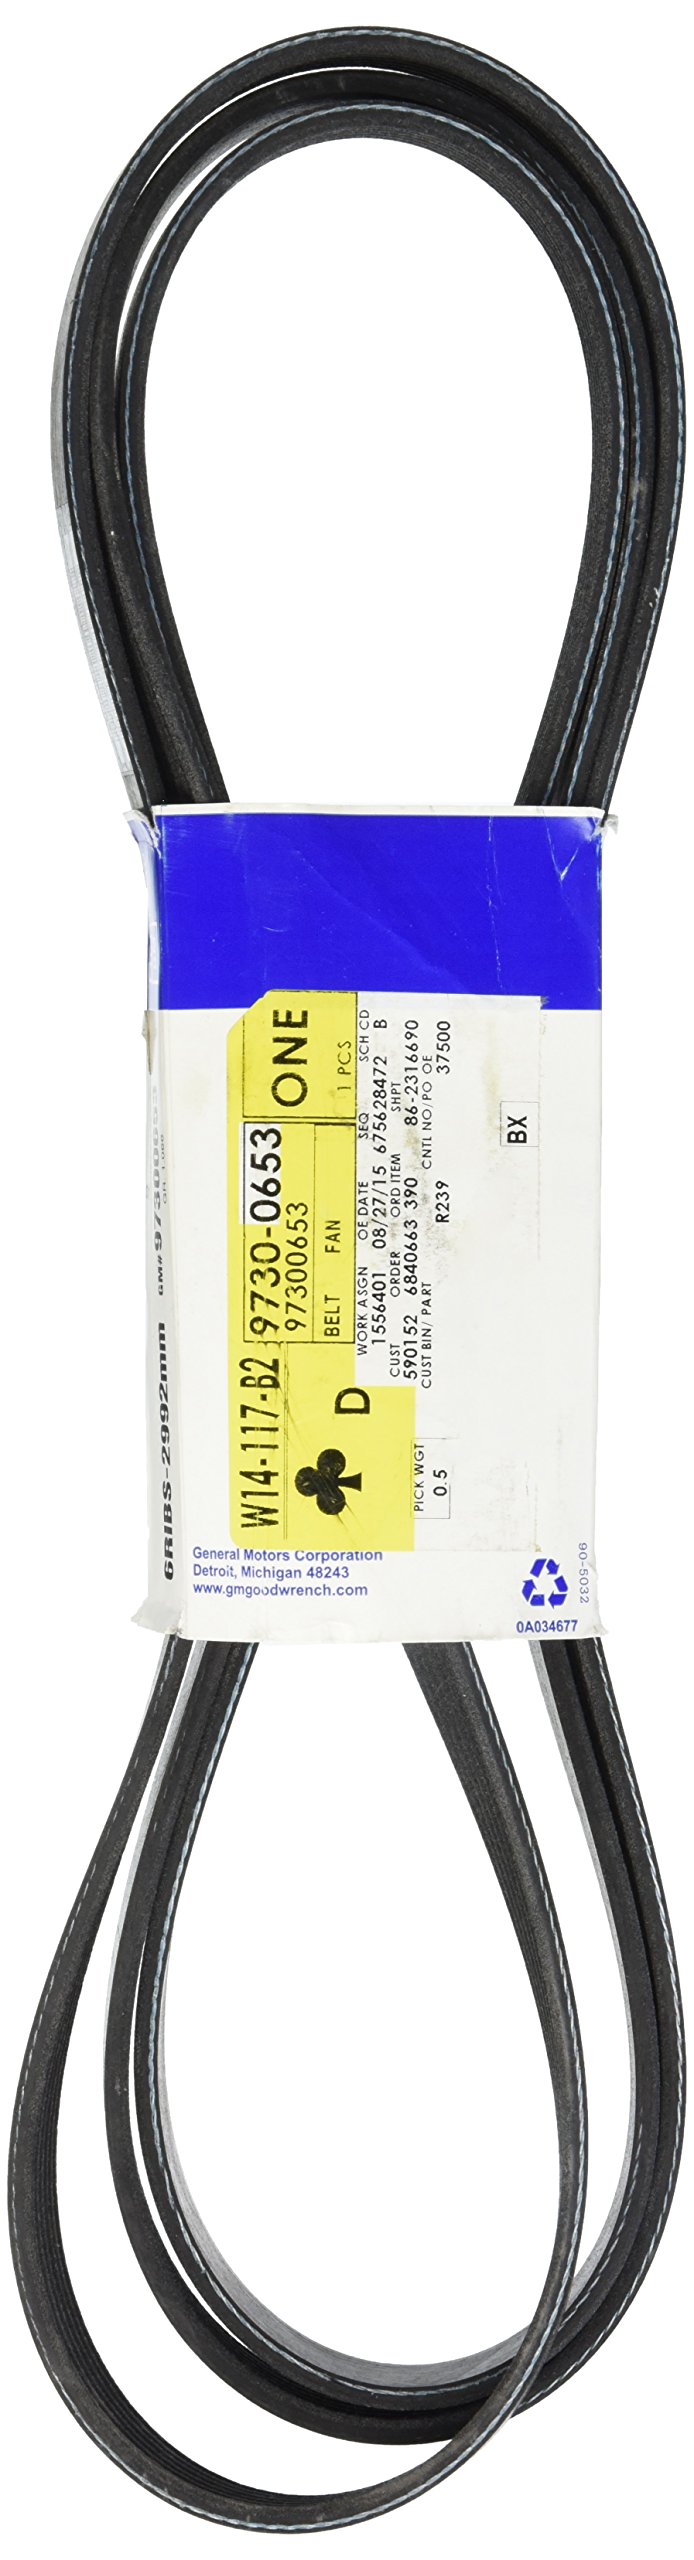 W14-117-B2 9730-0653 ONE
97300653
BELT FAN 1 PCS
D
WORK ASGN OE DATE SEQ SCH CD
1556401 08/27/15 675628472 B
CUST ORDER ORD ITEM SHPT
590152 6840663 390 86-2316690
CUST BIN/PART CNTL NO/PO OE
R239 37500
PICK WGT
0.5
BX
General Motors Corporation
Detroit, Michigan 48243
www.gmgoodwrench.com
90-5032
0A034677
6RIBS-2992mm GM#97300653